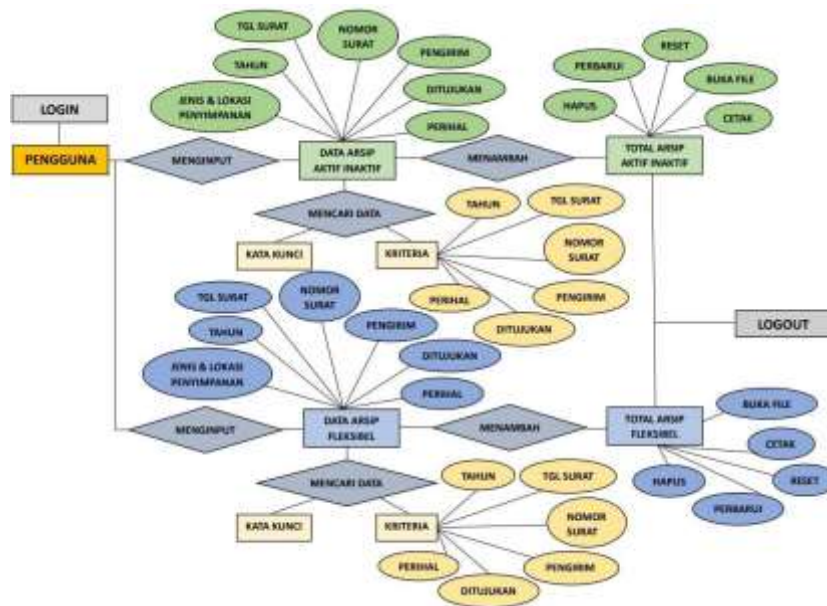 TGL SURAT
NOMOR
SURAT
PENGIRIM
TAHUN
DITUJUKAN
JENIS & LOKASI
PENYIMPANAN
PERIHAL
RESET
PERBARUI
BUKA FILE
HAPUS
CETAK
LOGIN
PENGGUNA
MENGINPUT
DATA ARSIP
AKTIF INAKTIF
MENAMBAH
TOTAL ARSIP
AKTIF INAKTIF
MENCARI DATA
KATA KUNCI
KRITERIA
TAHUN
TGL SURAT
NOMOR
SURAT
PENGIRIM
DITUJUKAN
PERIHAL
TGL SURAT
NOMOR
SURAT
PENGIRIM
TAHUN
DITUJUKAN
JENIS & LOKASI
PENYIMPANAN
PERIHAL
LOGOUT
MENGINPUT
DATA ARSIP
FLEKSIBEL
MENAMBAH
TOTAL ARSIP
FLEKSIBEL
BUKA FILE
CETAK
RESET
HAPUS
PERBARUI
MENCARI DATA
KATA KUNCI
KRITERIA
TAHUN
TGL SURAT
NOMOR
SURAT
PENGIRIM
PERIHAL
DITUJUKAN